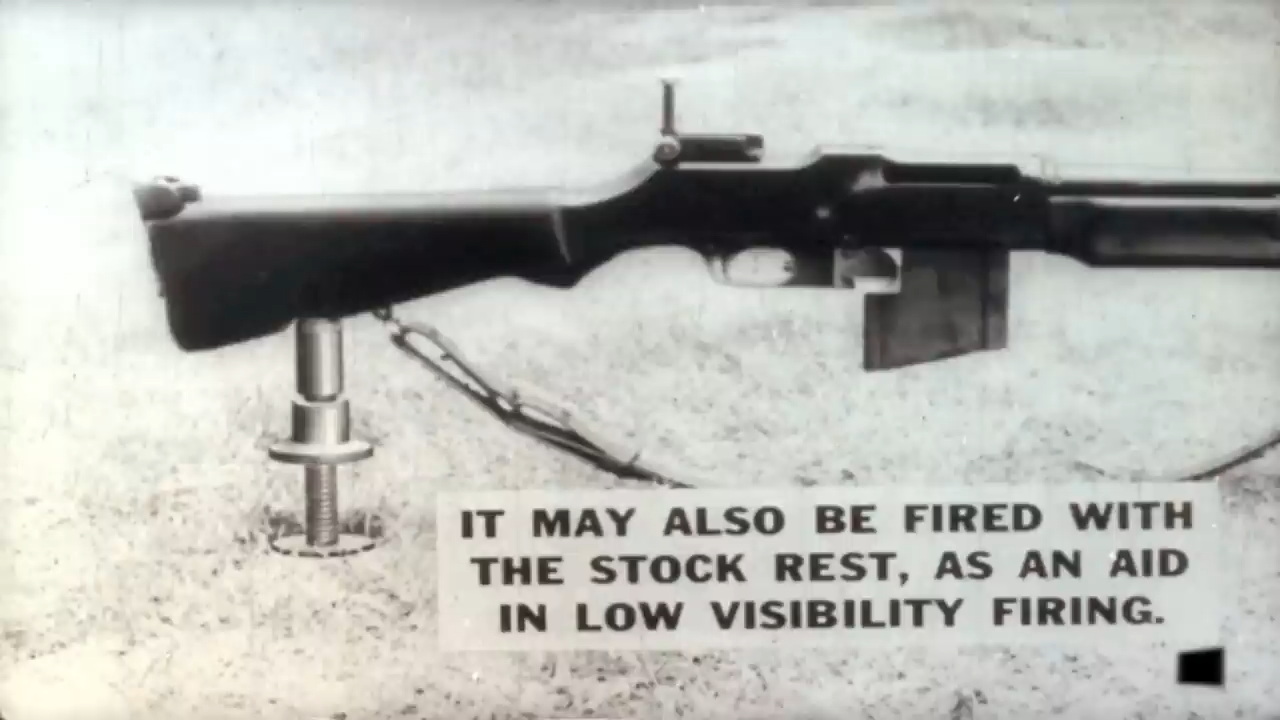 IT MAY ALSO BE FIRED WITH
THE STOCK REST, AS AN AID
IN LOW VISIBILITY FIRING.